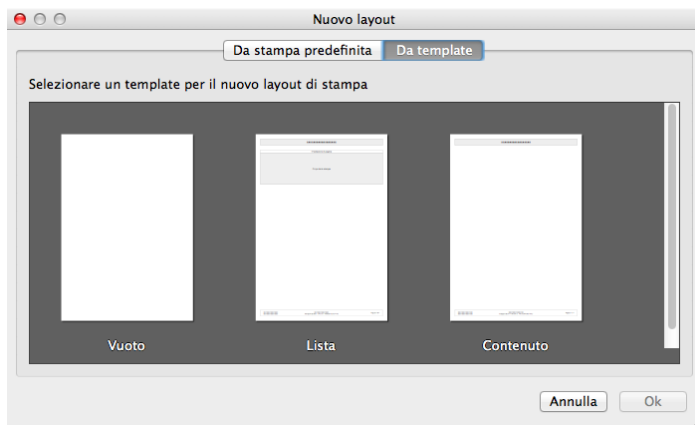 Nuovo layout
Da stampa predefinita Da template
Selezionare un template per il nuovo layout di stampa
Vuoto Lista Contenuto
Annulla Ok